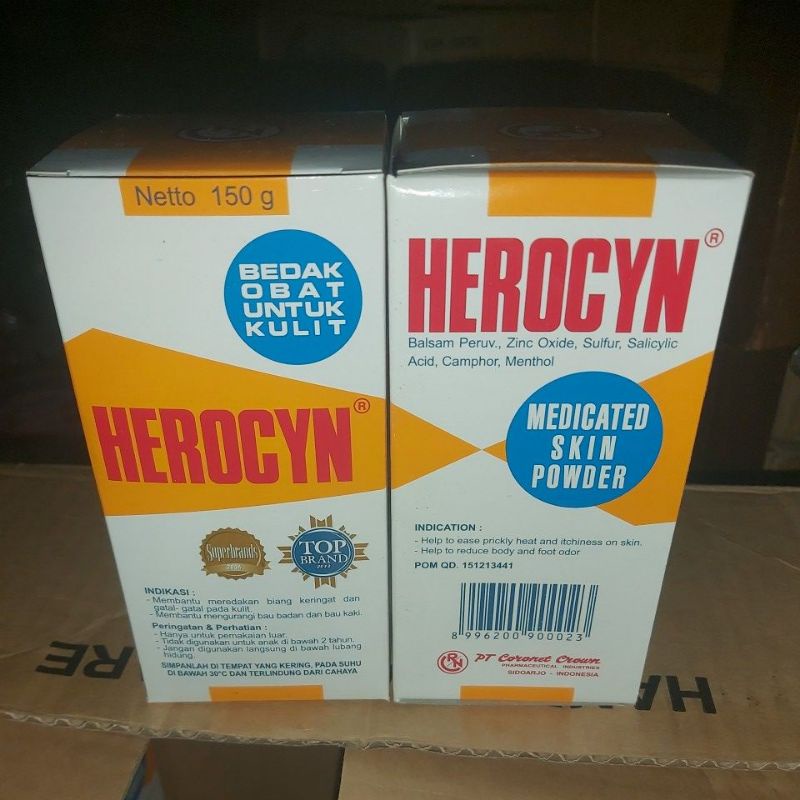 Netto 150 g
BEDAK
OBAT
UNTUK
KULIT
HEROCYN®
Superbrands
TOP
BRAND
INDIKASI :
- Membantu meredakan biang keringat dan
gatal- gatal pada kulit.
- Membantu mengurangi bau badan dan bau kaki.
Peringatan & Perhatian :
- Hanya untuk pemakaian luar.
- Tidak digunakan untuk anak di bawah 2 tahun.
- Jangan digunakan langsung di bawah lubang
hidung.
SIMPANLAH DI TEMPAT YANG KERING, PADA SUHU
DI BAWAH 30°C DAN TERLINDUNG DARI CAHAYA
HEROCYN®
Balsam Peruv., Zinc Oxide, Sulfur, Salicylic
Acid, Camphor, Menthol
MEDICATED
SKIN
POWDER
INDICATION :
- Help to ease prickly heat and itchiness on skin.
- Help to reduce body and foot odor
POM QD. 151213441
8 996200 900023
PT Coronet Crown
PHARMACEUTICAL INDUSTRIES
SIDOARJO - INDONESIA